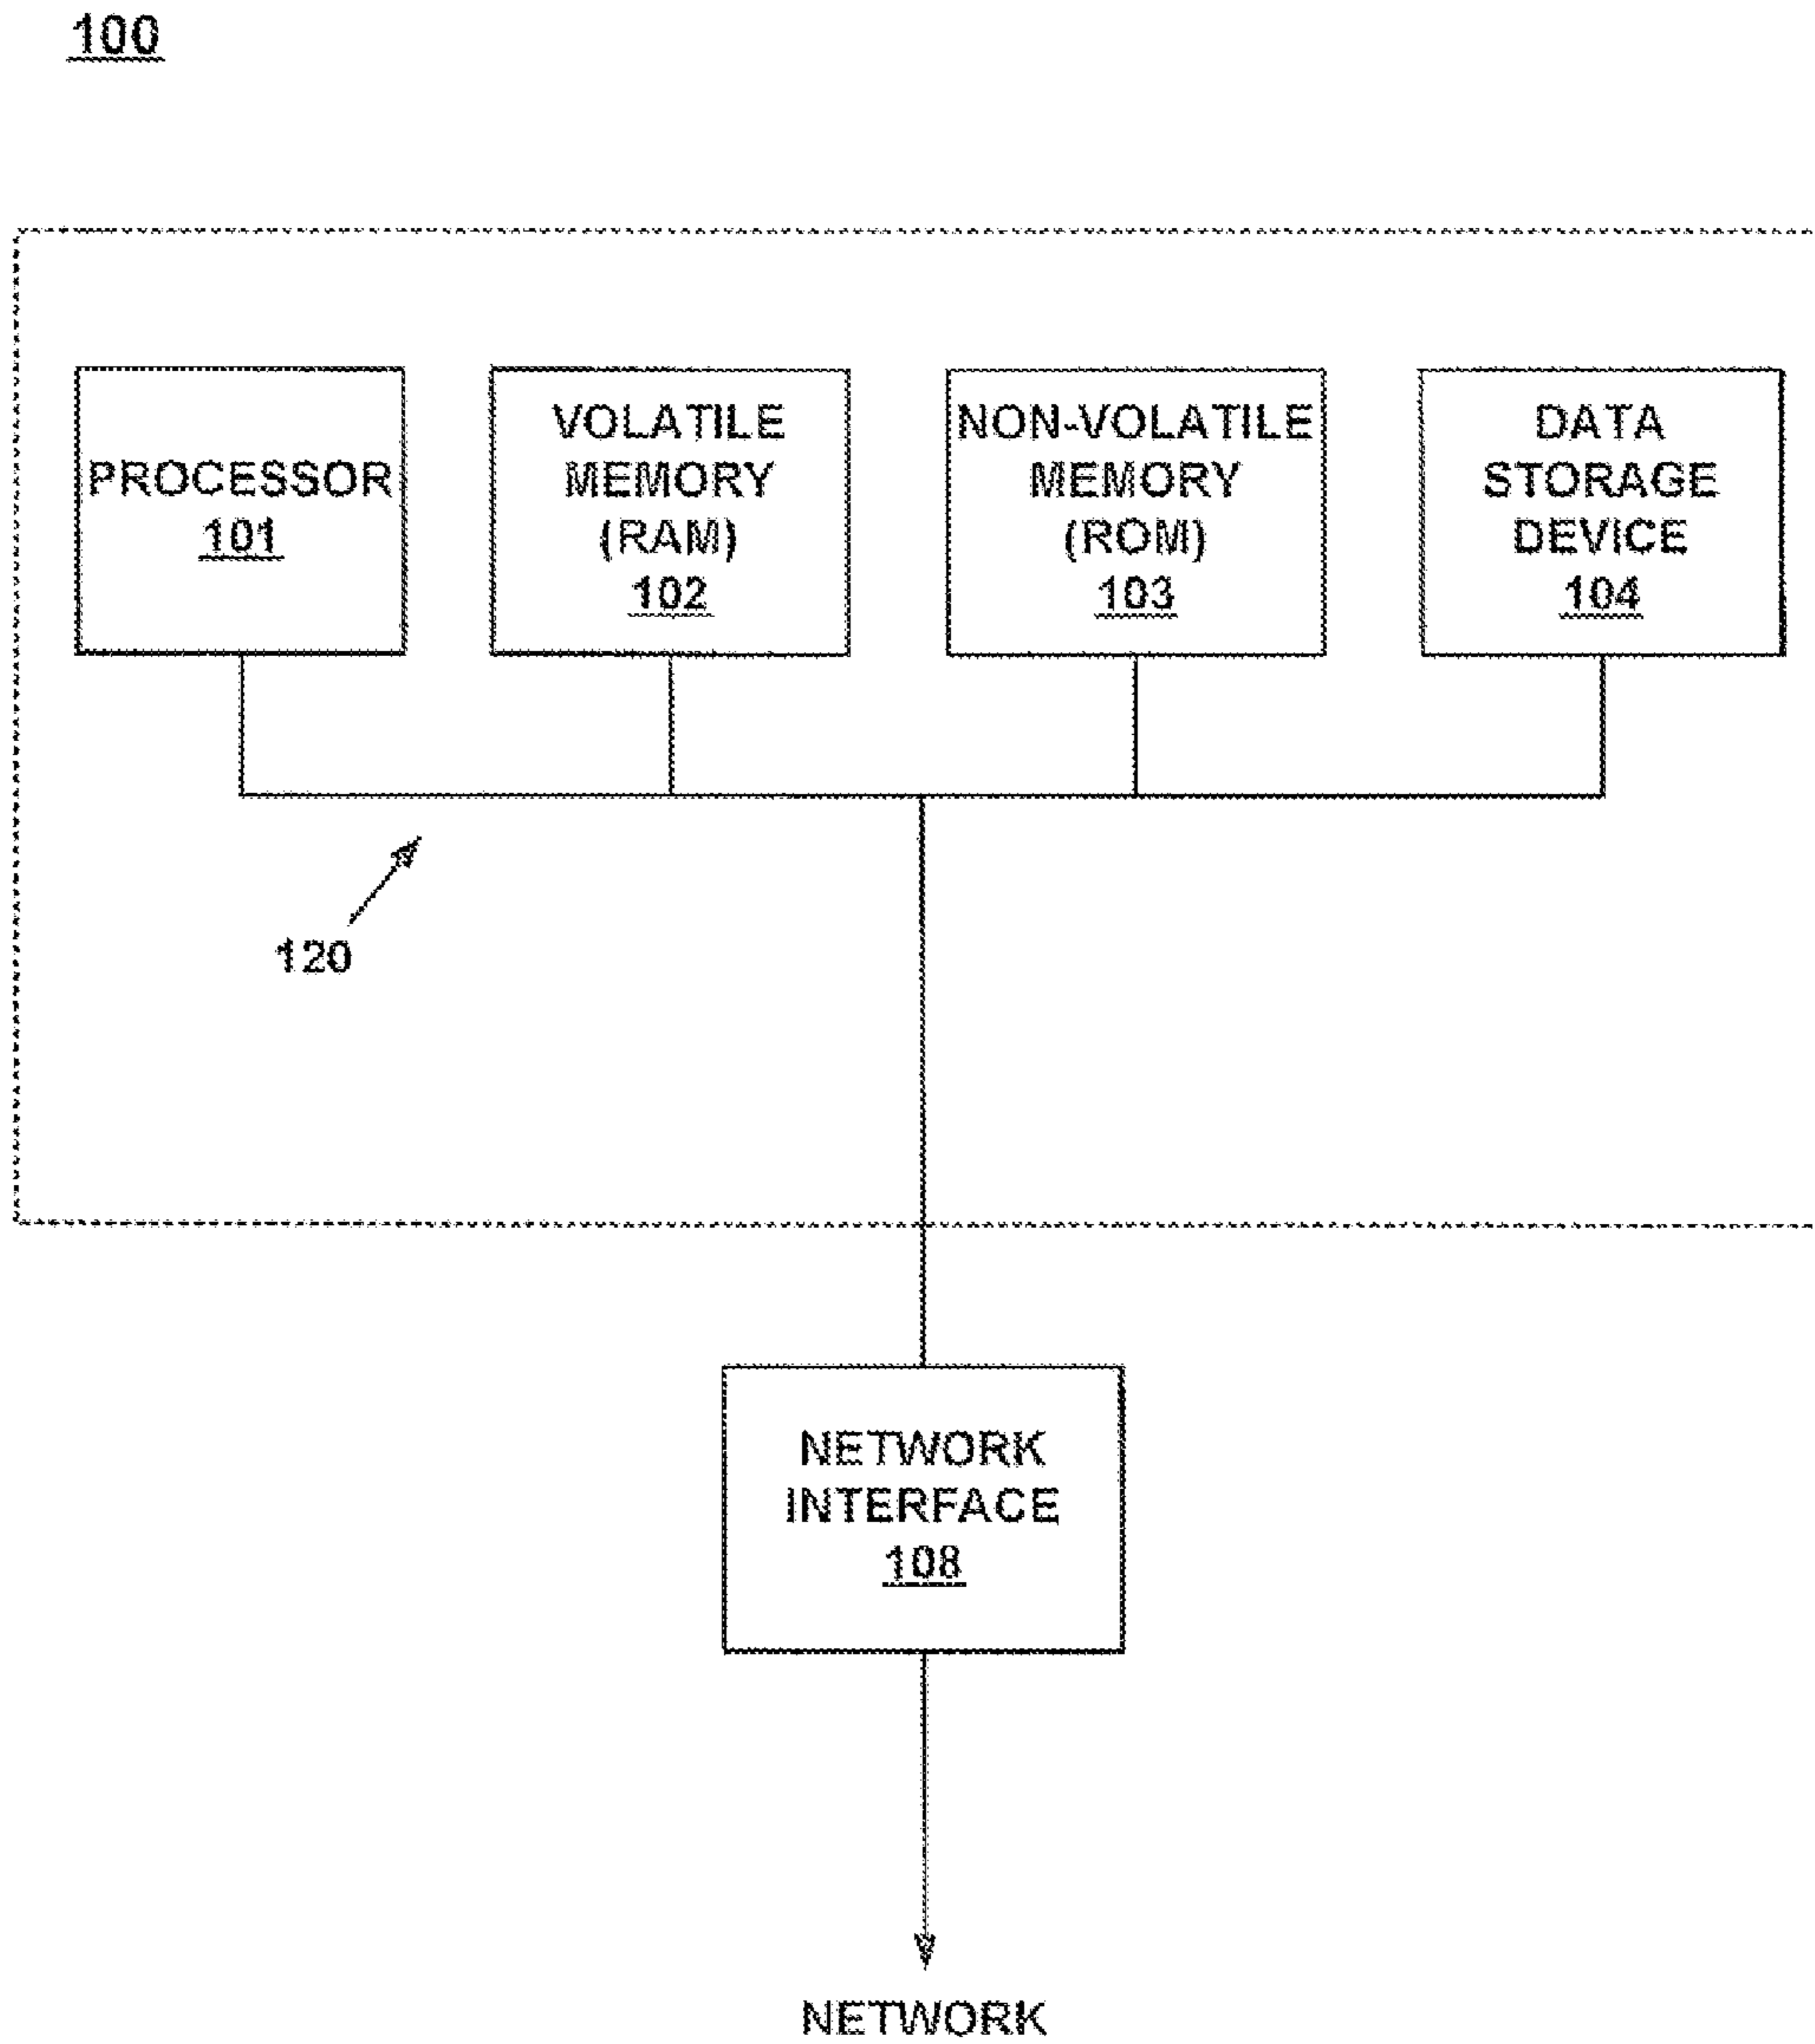 100
PROCESSOR
101
VOLATILE
MEMORY
(RAM)
102
NON-VOLATILE
MEMORY
(ROM)
103
DATA
STORAGE
DEVICE
104
120
NETWORK
INTERFACE
108
NETWORK